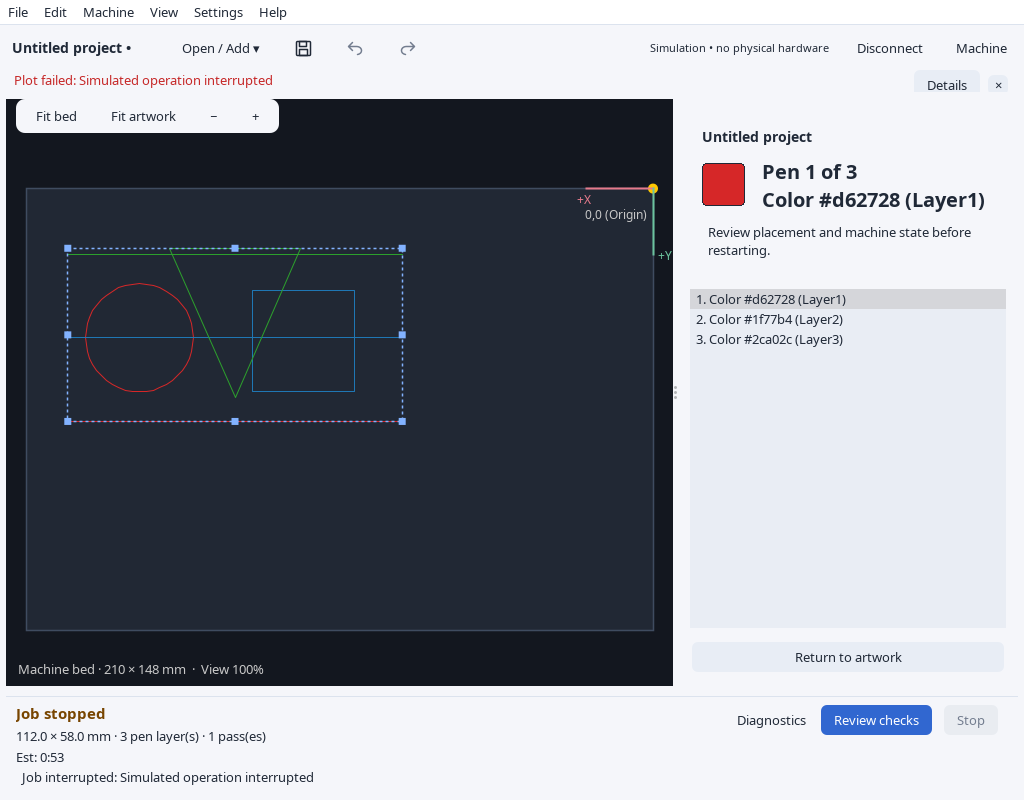 File Edit Machine View Settings Help
Untitled project • Open / Add ▾ Simulation • no physical hardware Disconnect Machine
Plot failed: Simulated operation interrupted
Details ×
Fit bed Fit artwork − +
+X
0,0 (Origin)
+Y
Machine bed · 210 × 148 mm · View 100%
Untitled project
Pen 1 of 3
Color #d62728 (Layer1)
Review placement and machine state before
restarting.
1. Color #d62728 (Layer1)
2. Color #1f77b4 (Layer2)
3. Color #2ca02c (Layer3)
Return to artwork
Job stopped
112.0 × 58.0 mm · 3 pen layer(s) · 1 pass(es)
Est: 0:53
Job interrupted: Simulated operation interrupted
Diagnostics Review checks Stop